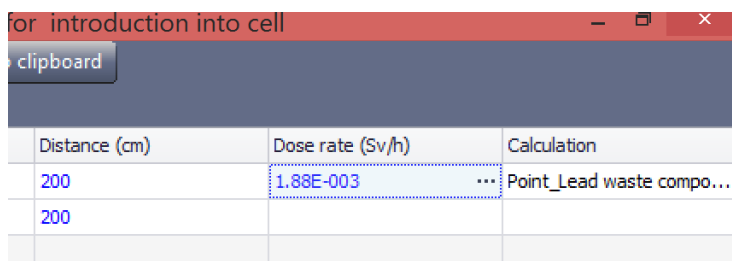 for introduction into cell
clipboard
Distance (cm) Dose rate (Sv/h) Calculation
200 1.88E-003 ... Point_Lead waste compo...
200